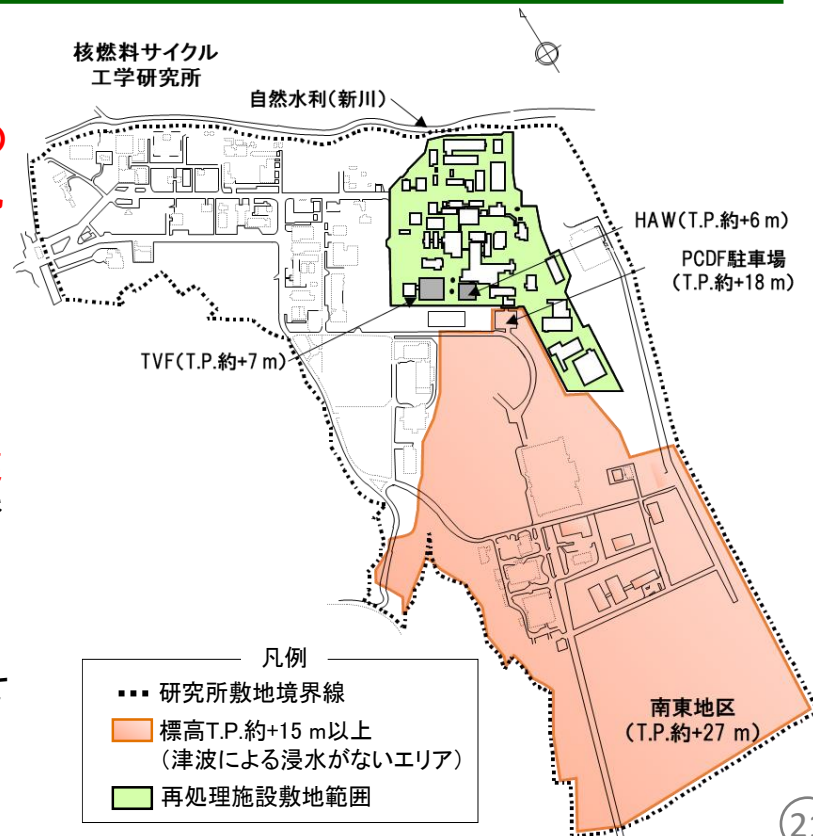 核燃料サイクル
工学研究所
自然水利(新川)
の
HAW(T.P.約+6 m)
PCDF駐車場
(T.P.約+18 m)
TVF(T.P.約+7 m)
て
凡例
研究所敷地境界線
標高T.P.約+15 m以上
(津波による浸水がないエリア)
再処理施設敷地範囲
南東地区
(T.P.約+27 m)